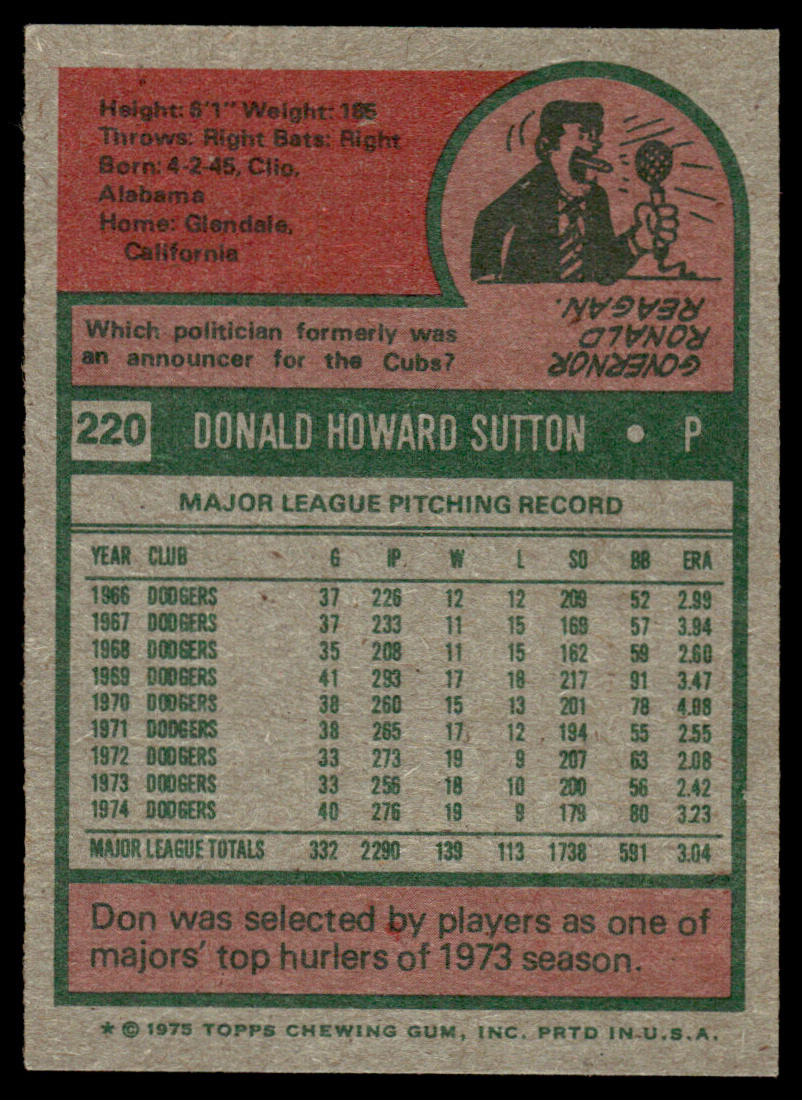 Height: 6'1" Weight: 185
Throws: Right Bats: Right
Born: 4-2-45, Clio,
Alabama
Home: Glendale,
California
Which politician formerly was
an announcer for the Cubs?
GOVERNOR
RONALD
REAGAN.
220 DONALD HOWARD SUTTON • P
MAJOR LEAGUE PITCHING RECORD
YEAR CLUB G IP W L SO BB ERA
1966 DODGERS 37 226 12 12 209 52 2.99
1967 DODGERS 37 233 11 15 169 57 3.94
1968 DODGERS 35 208 11 15 162 59 2.60
1969 DODGERS 41 293 17 18 217 91 3.47
1970 DODGERS 38 260 15 13 201 78 4.08
1971 DODGERS 38 265 17 12 194 55 2.55
1972 DODGERS 33 273 19 9 207 63 2.08
1973 DODGERS 33 256 18 10 200 56 2.42
1974 DODGERS 40 276 19 9 179 80 3.23
MAJOR LEAGUE TOTALS 332 2290 139 113 1738 591 3.04
Don was selected by players as one of
majors' top hurlers of 1973 season.
* © 1975 TOPPS CHEWING GUM, INC. PRTD IN U.S.A.